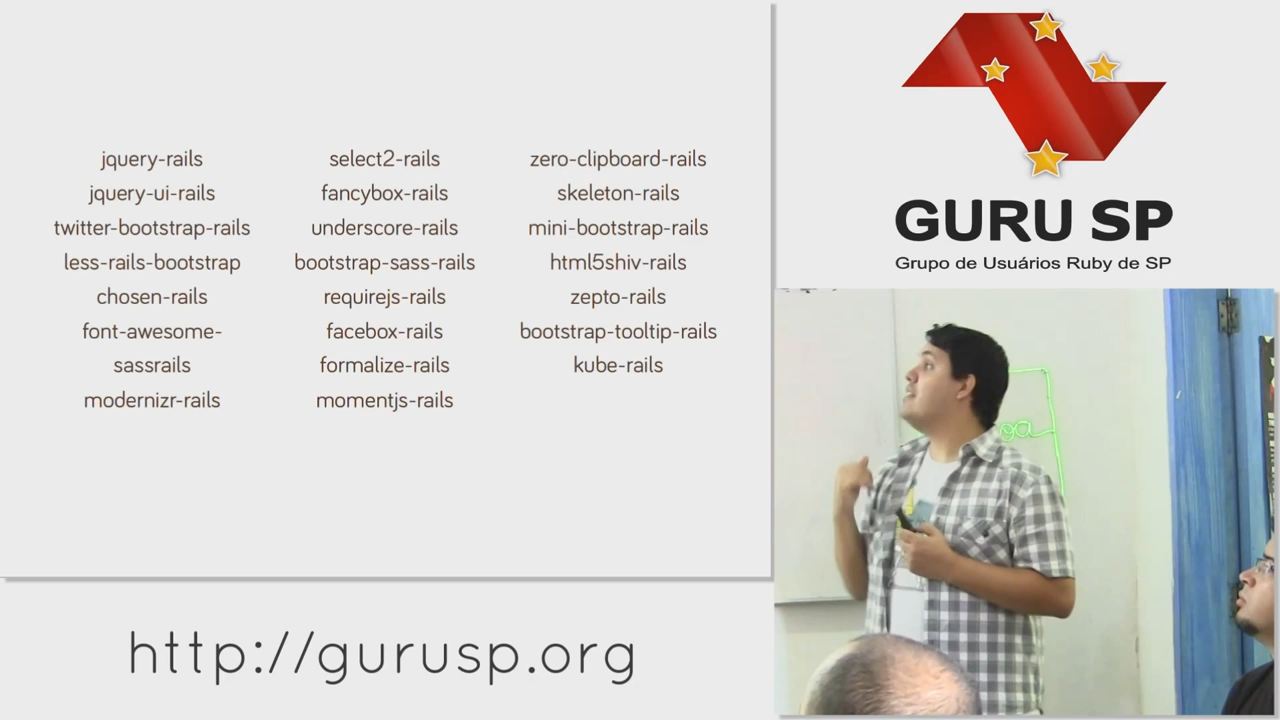 jquery-rails
jquery-ui-rails
twitter-bootstrap-rails
less-rails-bootstrap
chosen-rails
font-awesome-
sassrails
modernizr-rails
select2-rails
fancybox-rails
underscore-rails
bootstrap-sass-rails
requirejs-rails
facebox-rails
formalize-rails
momentjs-rails
zero-clipboard-rails
skeleton-rails
mini-bootstrap-rails
html5shiv-rails
zepto-rails
bootstrap-tooltip-rails
kube-rails
GURU SP
Grupo de Usuários Ruby de SP
http://gurusp.org